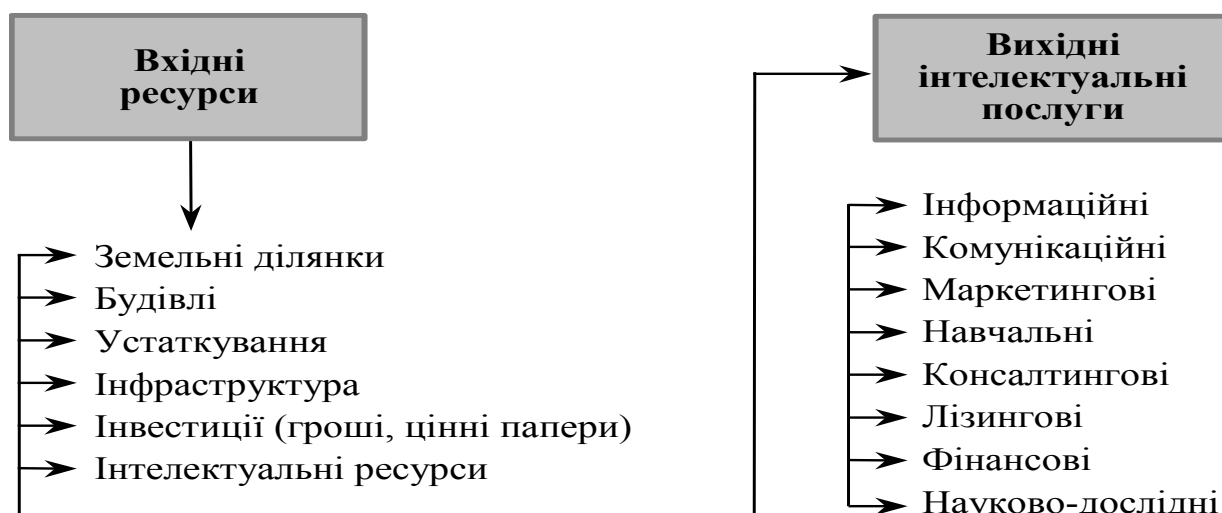 Вхідні
ресурси
Земельні ділянки
Будівлі
Устаткування
Інфраструктура
Інвестиції (гроші, цінні папери)
Інтелектуальні ресурси
Вихідні
інтелектуальні
послуги
Інформаційні
Комунікаційні
Маркетингові
Навчальні
Консалтингові
Лізингові
Фінансові
Науково-дослідні